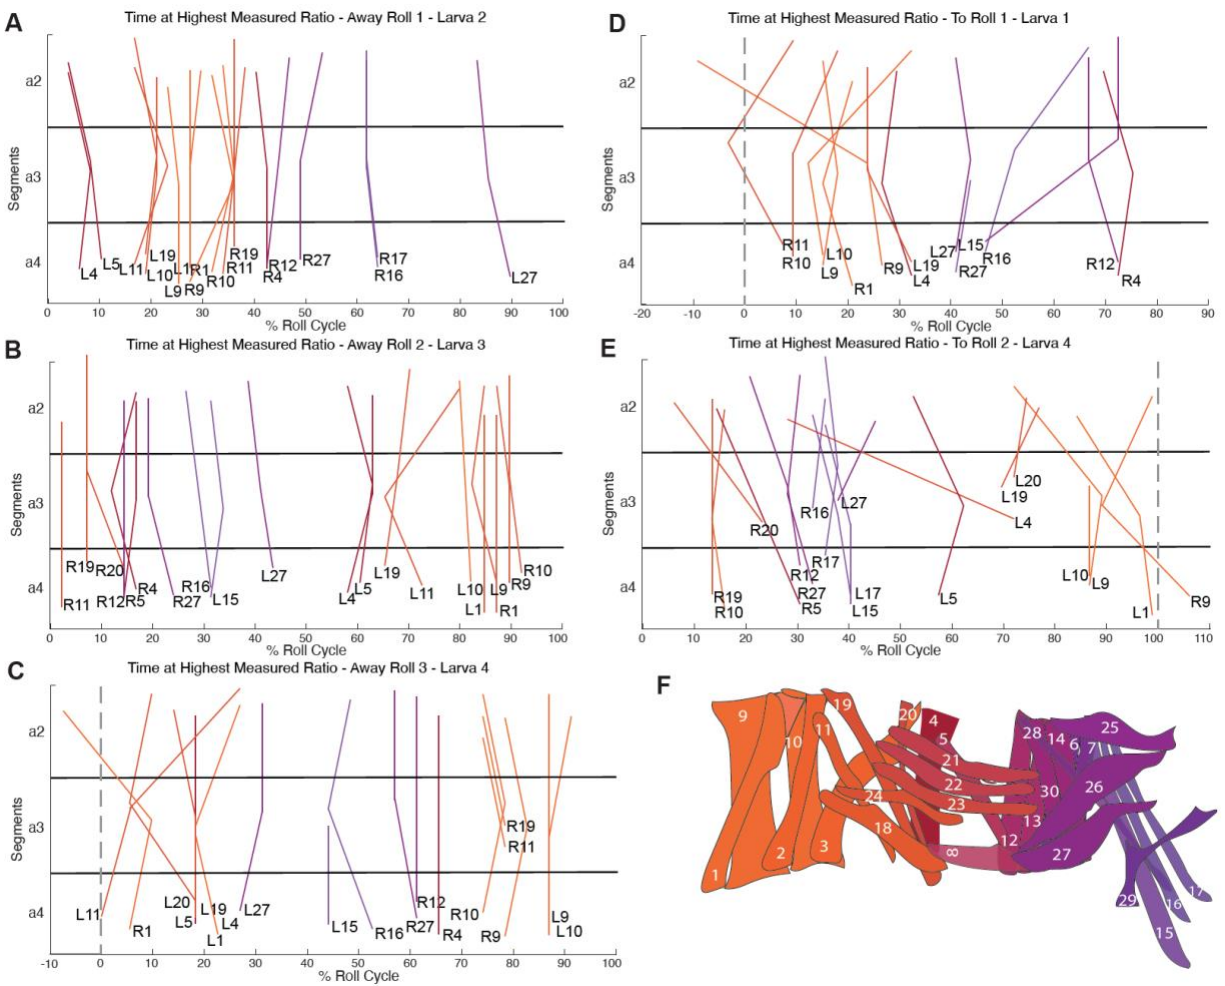 A
Time at Highest Measured Ratio - Away Roll 1 - Larva 2
Segments
a2
a3
a4
L4
L5
L11
L19
L10
L1
L9
R1
R9
R10
R11
R19
R12
R4
R27
R17
R16
L27
0 10 20 30 40 50 60 70 80 90 100
% Roll Cycle
D
Time at Highest Measured Ratio - To Roll 1 - Larva 1
Segments
a2
a3
a4
R11
R10
L10
L9
R1
R9
L19
L4
L27
L15
R27
R16
R12
R4
-20 -10 0 10 20 30 40 50 60 70 80 90
% Roll Cycle
B
Time at Highest Measured Ratio - Away Roll 2 - Larva 3
Segments
a2
a3
a4
R19
R11
R20
R12
R5
R4
R27
R16
L15
L27
L4
L5
L19
L11
L10
L1
L9
R1
R9
R10
0 10 20 30 40 50 60 70 80 90 100
% Roll Cycle
E
Time at Highest Measured Ratio - To Roll 2 - Larva 4
Segments
a2
a3
a4
R19
R10
R20
R12
R27
R5
R16
R17
L27
L17
L15
L5
L19
L20
L4
L10
L9
L1
R9
0 10 20 30 40 50 60 70 80 90 100 110
% Roll Cycle
C
Time at Highest Measured Ratio - Away Roll 3 - Larva 4
Segments
a2
a3
a4
L11
R1
L20
L5
L19
L1
L4
L27
L15
R16
R12
R27
R4
R10
R9
R19
R11
L9
L10
-10 0 10 20 30 40 50 60 70 80 90 100
% Roll Cycle
F
9
10
11
19
20
4
5
21
22
23
24
18
1
2
3
8
12
13
30
28
14
6
7
25
26
27
29
15
16
17